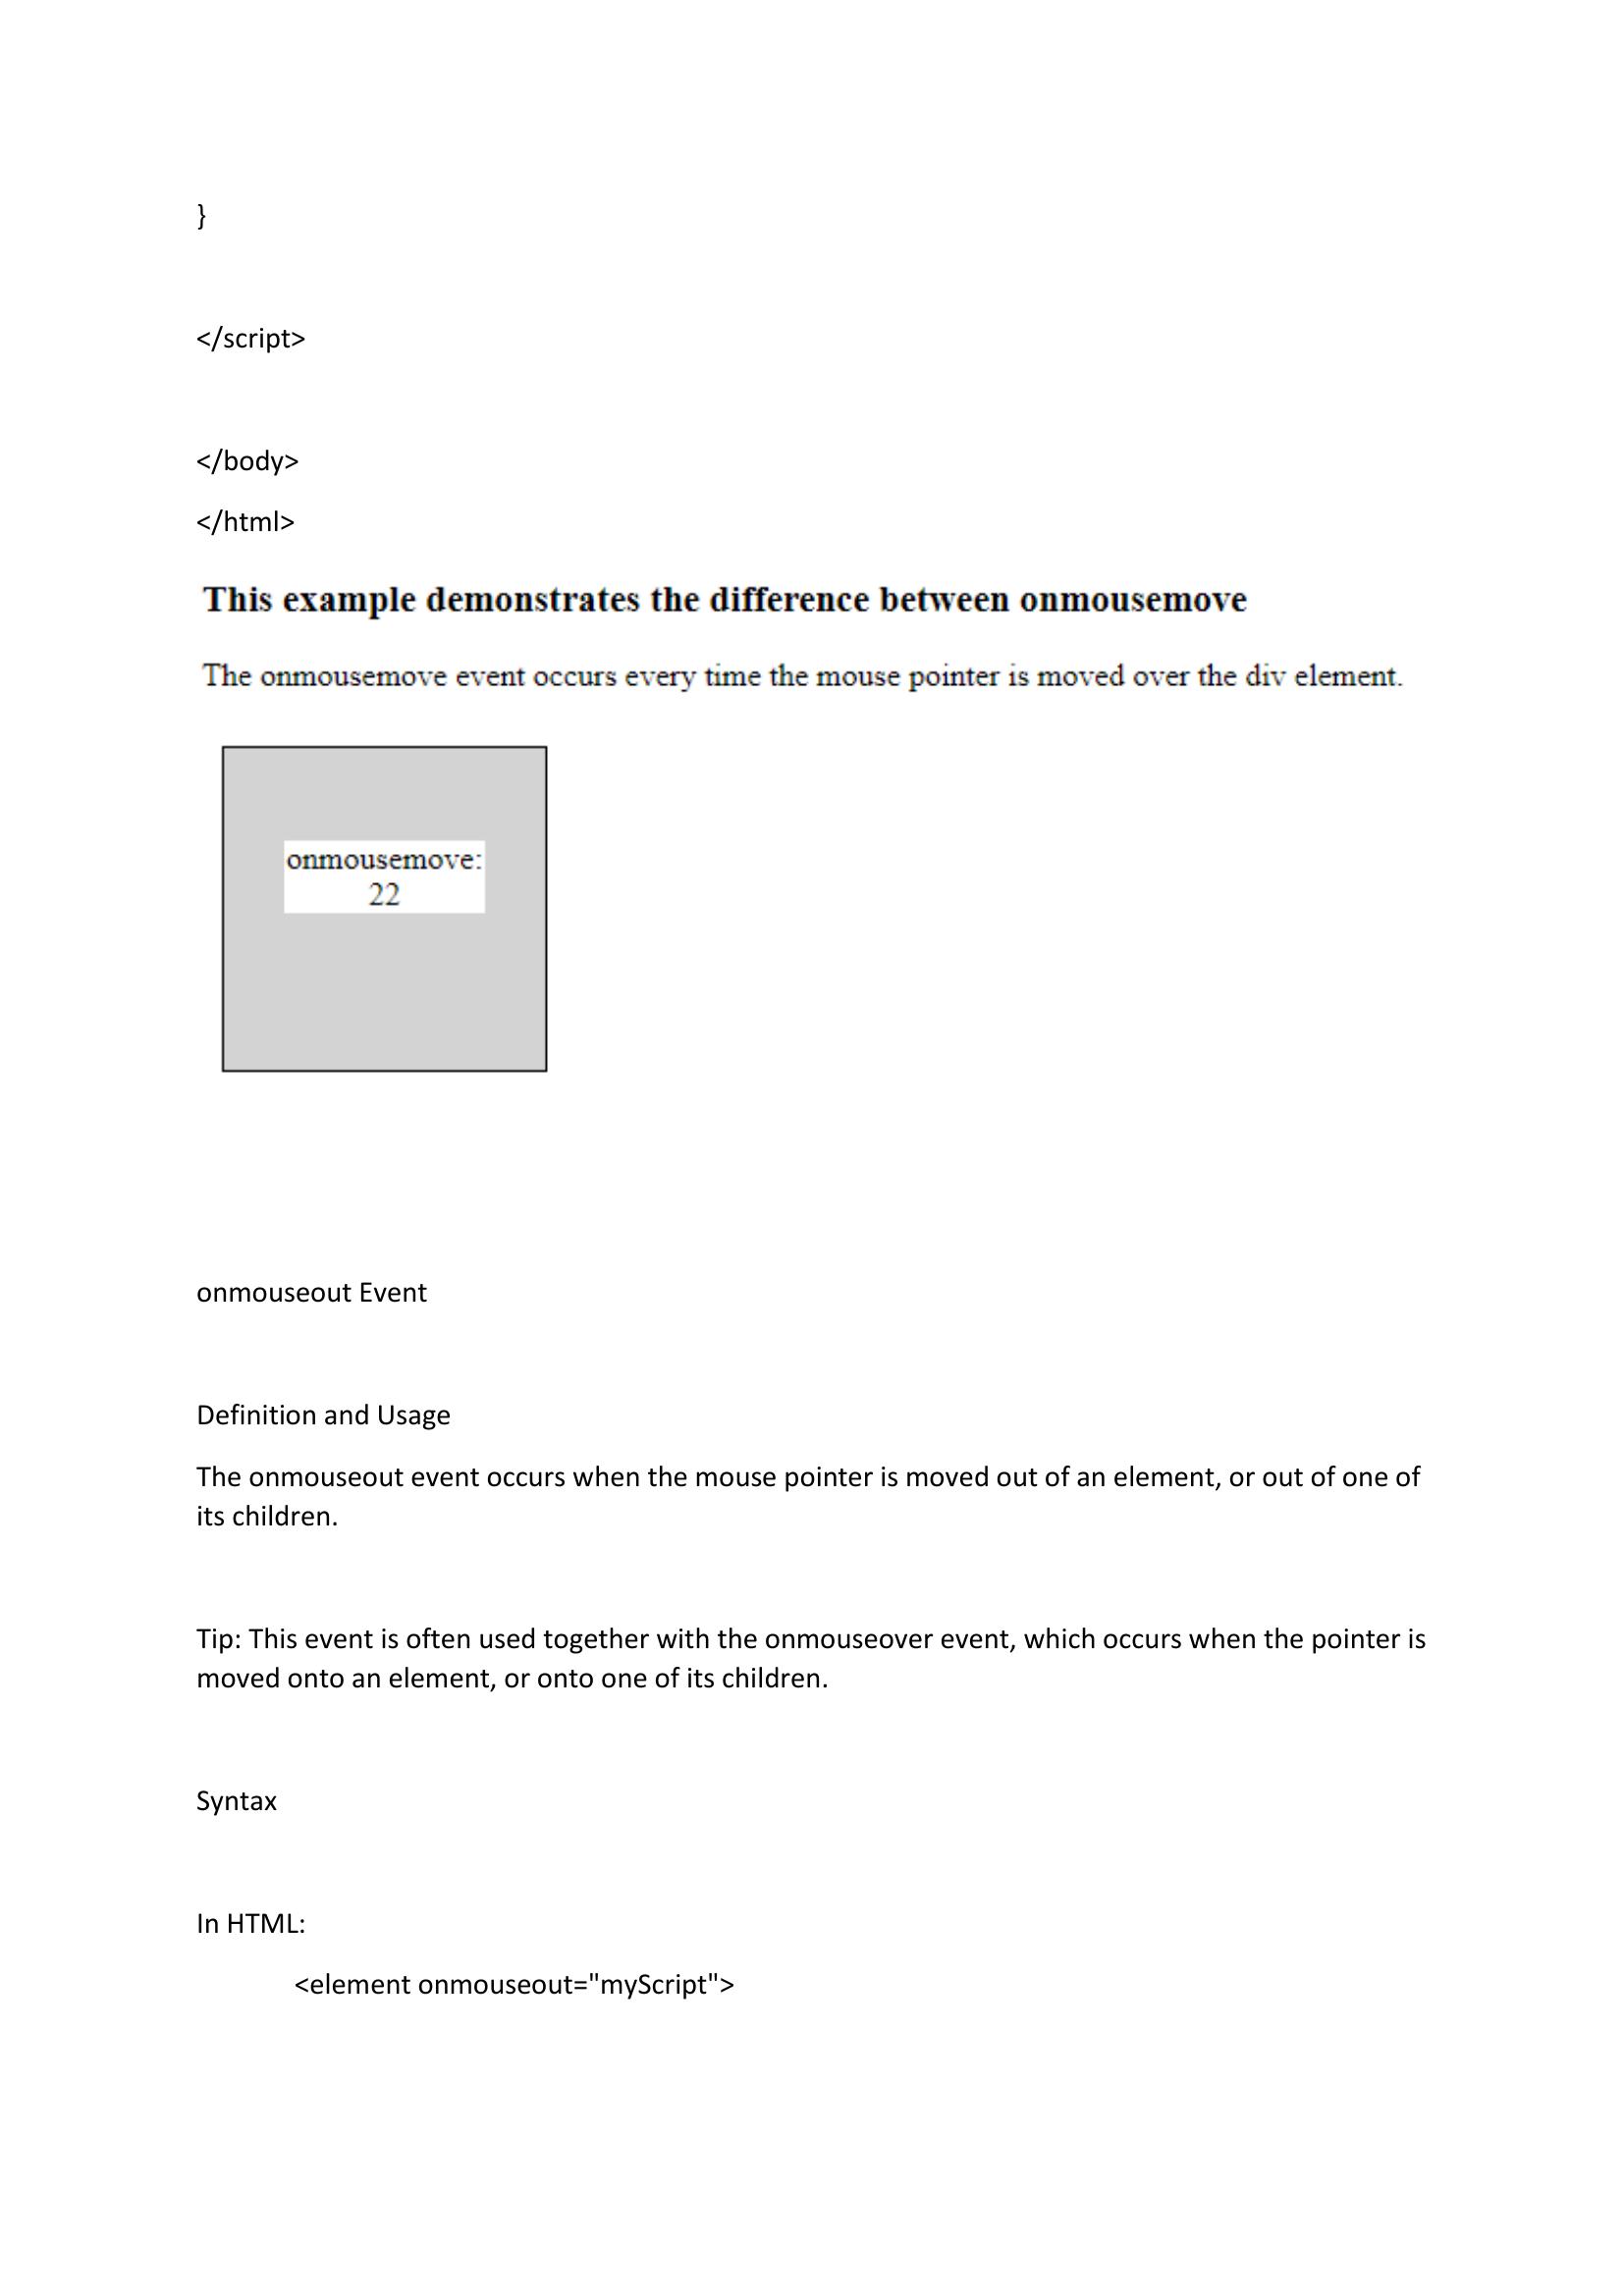 }
</script>
</body>
</html>
This example demonstrates the difference between onmousemove
The onmousemove event occurs every time the mouse pointer is moved over the div element.
onmousemove:
22
onmouseout Event
Definition and Usage
The onmouseout event occurs when the mouse pointer is moved out of an element, or out of one of
its children.
Tip: This event is often used together with the onmouseover event, which occurs when the pointer is
moved onto an element, or onto one of its children.
Syntax
In HTML:
<element onmouseout="myScript">